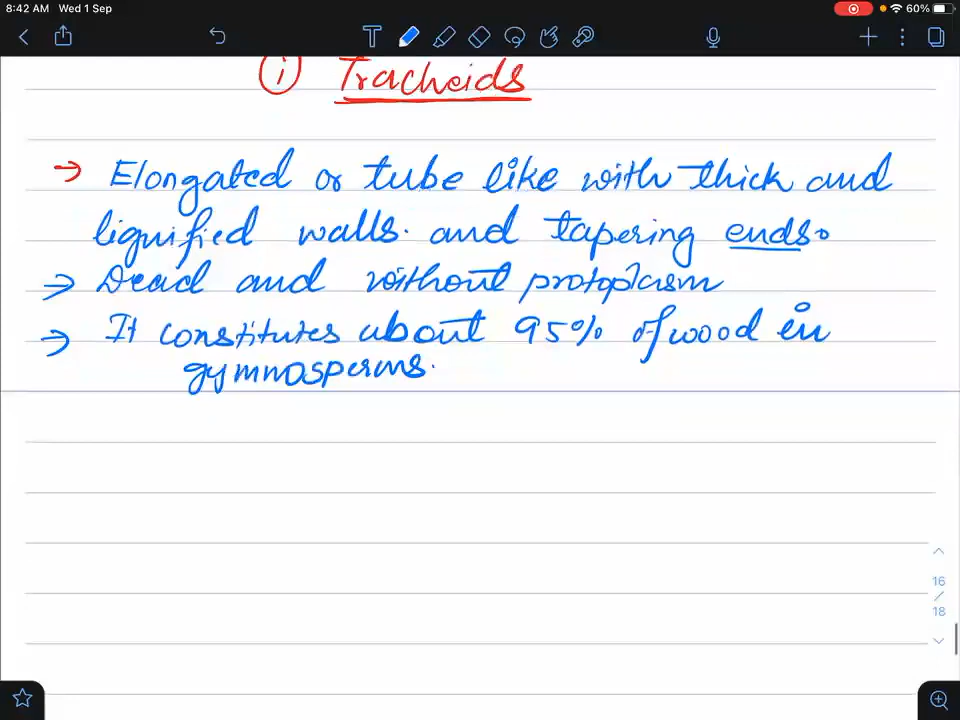 8:42 AM Wed 1 Sep
60%
T
i Tracheids
→ Elongated or tube like with thick and
lignified walls. and tapering ends.
→ Dead and without protoplasm
→ It constitutes about 95% of wood in
gymnosperms.
16
/
18